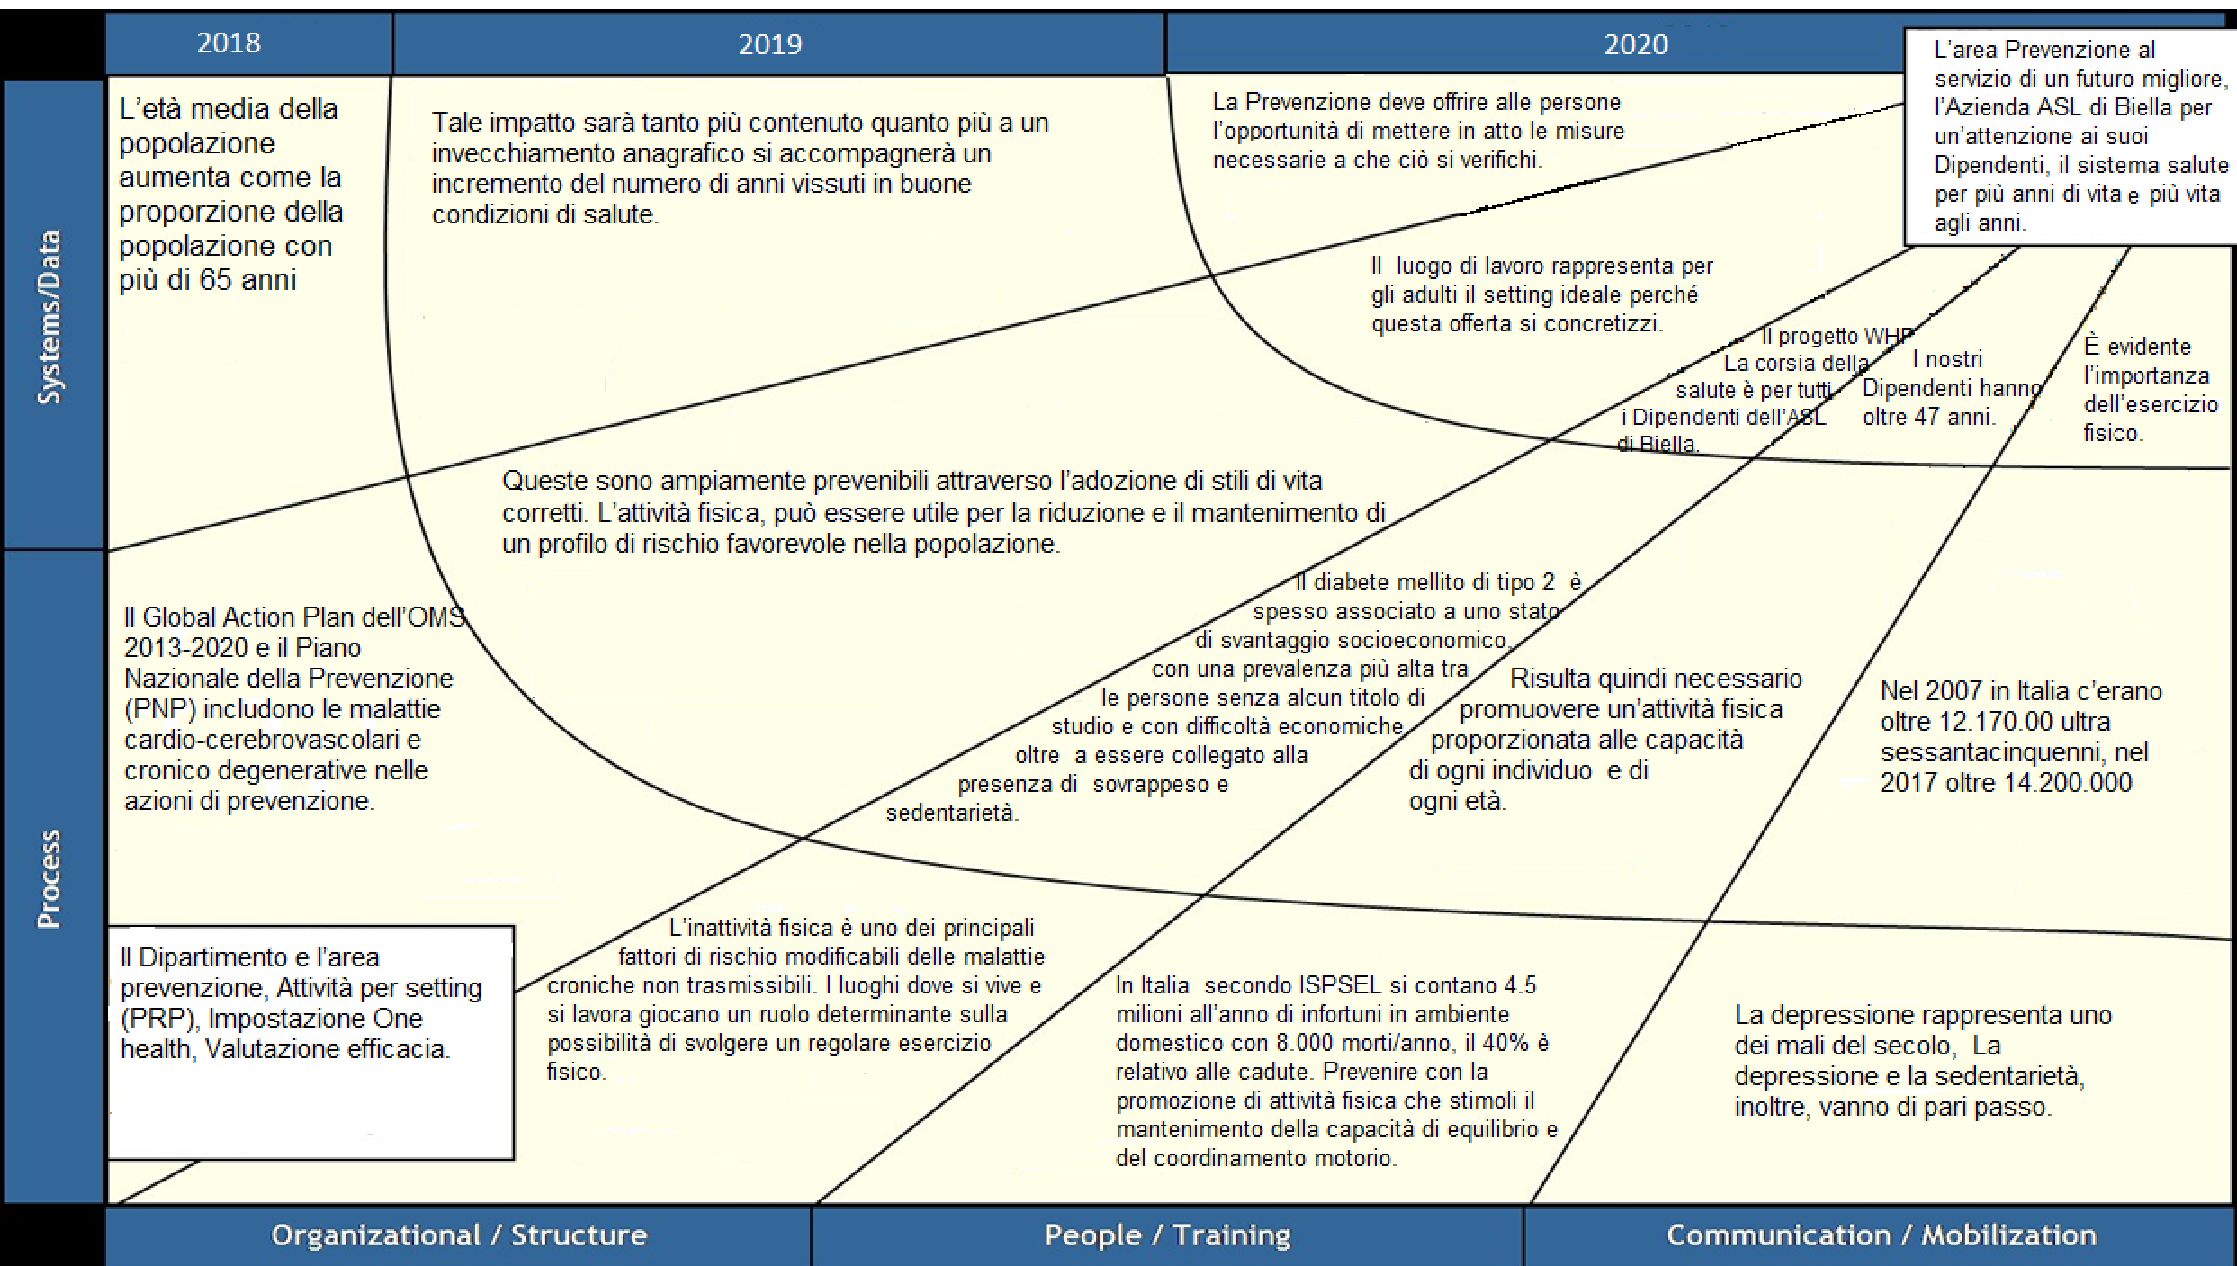 2018
2019
2020
L'area Prevenzione al
servizio di un futuro migliore,
l'Azienda ASL di Biella per
un'attenzione ai suoi
Dipendenti, il sistema salute
per più anni di vita e più vita
agli anni.
Systems/Data
L'età media della
popolazione
aumenta come la
proporzione della
popolazione con
più di 65 anni
Tale impatto sarà tanto più contenuto quanto più a un
invecchiamento anagrafico si accompagnerà un
incremento del numero di anni vissuti in buone
condizioni di salute.
La Prevenzione deve offrire alle persone
l'opportunità di mettere in atto le misure
necessarie a che ciò si verifichi.
Il luogo di lavoro rappresenta per
gli adulti il setting ideale perché
questa offerta si concretizzi.
Il progetto WHP
La corsia della
salute è per tutti
i Dipendenti dell'ASL
di Biella.
I nostri
Dipendenti hanno
oltre 47 anni.
È evidente
l'importanza
dell'esercizio
fisico.
Queste sono ampiamente prevenibili attraverso l'adozione di stili di vita
corretti. L'attività fisica, può essere utile per la riduzione e il mantenimento di
un profilo di rischio favorevole nella popolazione.
Process
Il Global Action Plan dell'OMS
2013-2020 e il Piano
Nazionale della Prevenzione
(PNP) includono le malattie
cardio-cerebrovascolari e
cronico degenerative nelle
azioni di prevenzione.
Il diabete mellito di tipo 2 è
spesso associato a uno stato
di svantaggio socioeconomico,
con una prevalenza più alta tra
le persone senza alcun titolo di
studio e con difficoltà economiche
oltre a essere collegato alla
presenza di sovrappeso e
sedentarietà.
Risulta quindi necessario
promuovere un'attività fisica
proporzionata alle capacità
di ogni individuo e di
ogni età.
Nel 2007 in Italia c'erano
oltre 12.170.00 ultra
sessantacinquenni, nel
2017 oltre 14.200.000
Il Dipartimento e l'area
prevenzione, Attività per setting
(PRP), Impostazione One
health, Valutazione efficacia.
L'inattività fisica è uno dei principali
fattori di rischio modificabili delle malattie
croniche non trasmissibili. I luoghi dove si vive e
si lavora giocano un ruolo determinante sulla
possibilità di svolgere un regolare esercizio
fisico.
In Italia secondo ISPSEL si contano 4.5
milioni all'anno di infortuni in ambiente
domestico con 8.000 morti/anno, il 40% è
relativo alle cadute. Prevenire con la
promozione di attività fisica che stimoli il
mantenimento della capacità di equilibrio e
del coordinamento motorio.
La depressione rappresenta uno
dei mali del secolo, La
depressione e la sedentarietà,
inoltre, vanno di pari passo.
Organizational / Structure
People / Training
Communication / Mobilization